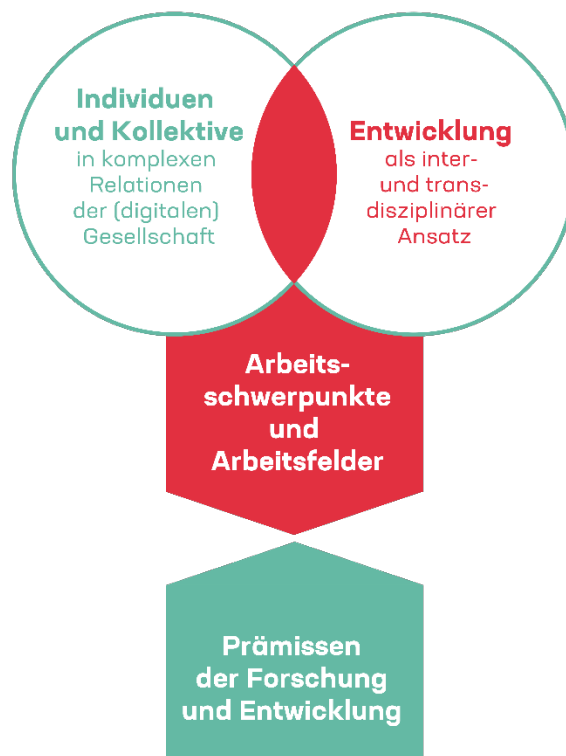 Individuen
und Kollektive
in komplexen
Relationen
der (digitalen)
Gesellschaft
Entwicklung
als inter-
und trans-
disziplinärer
Ansatz
Arbeits-
schwerpunkte
und
Arbeitsfelder
Prämissen
der Forschung
und Entwicklung